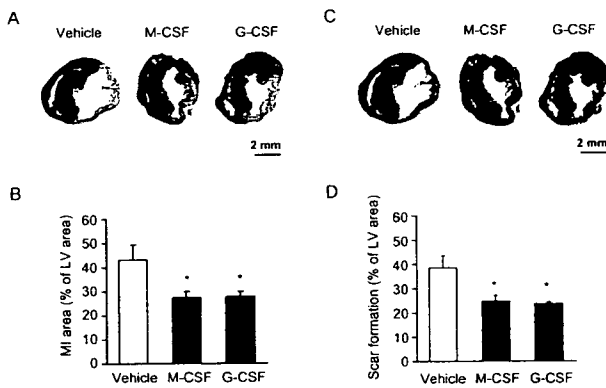 A
Vehicle M-CSF G-CSF
2 mm
B
MI area (% of LV area)
60
50
40
30
20
10
0
* *
Vehicle M-CSF G-CSF
C
Vehicle M-CSF G-CSF
2 mm
D
Scar formation (% of LV area)
60
50
40
30
20
10
0
* *
Vehicle M-CSF G-CSF